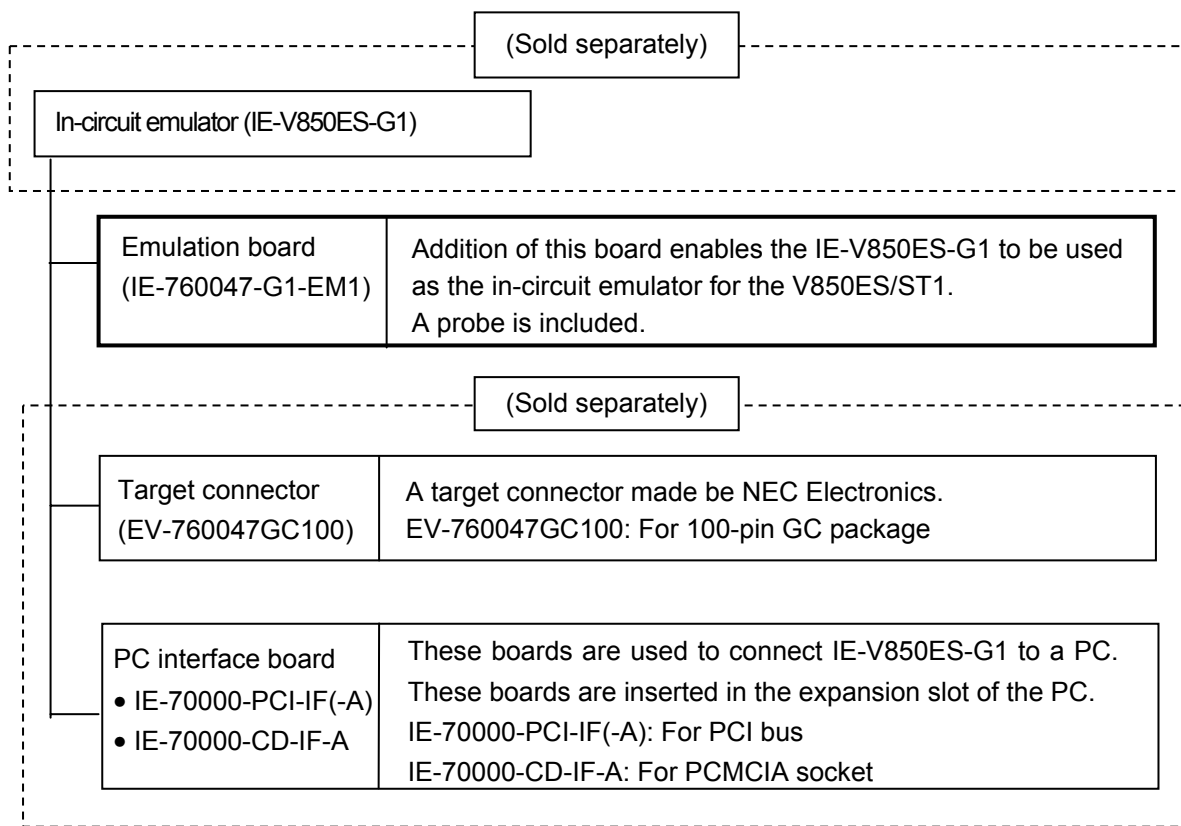 (Sold separately)
In-circuit emulator (IE-V850ES-G1)
Emulation board
(IE-760047-G1-EM1)
Addition of this board enables the IE-V850ES-G1 to be used
as the in-circuit emulator for the V850ES/ST1.
A probe is included.
(Sold separately)
Target connector
(EV-760047GC100)
A target connector made be NEC Electronics.
EV-760047GC100: For 100-pin GC package
PC interface board
• IE-70000-PCI-IF(-A)
• IE-70000-CD-IF-A
These boards are used to connect IE-V850ES-G1 to a PC.
These boards are inserted in the expansion slot of the PC.
IE-70000-PCI-IF(-A): For PCI bus
IE-70000-CD-IF-A: For PCMCIA socket